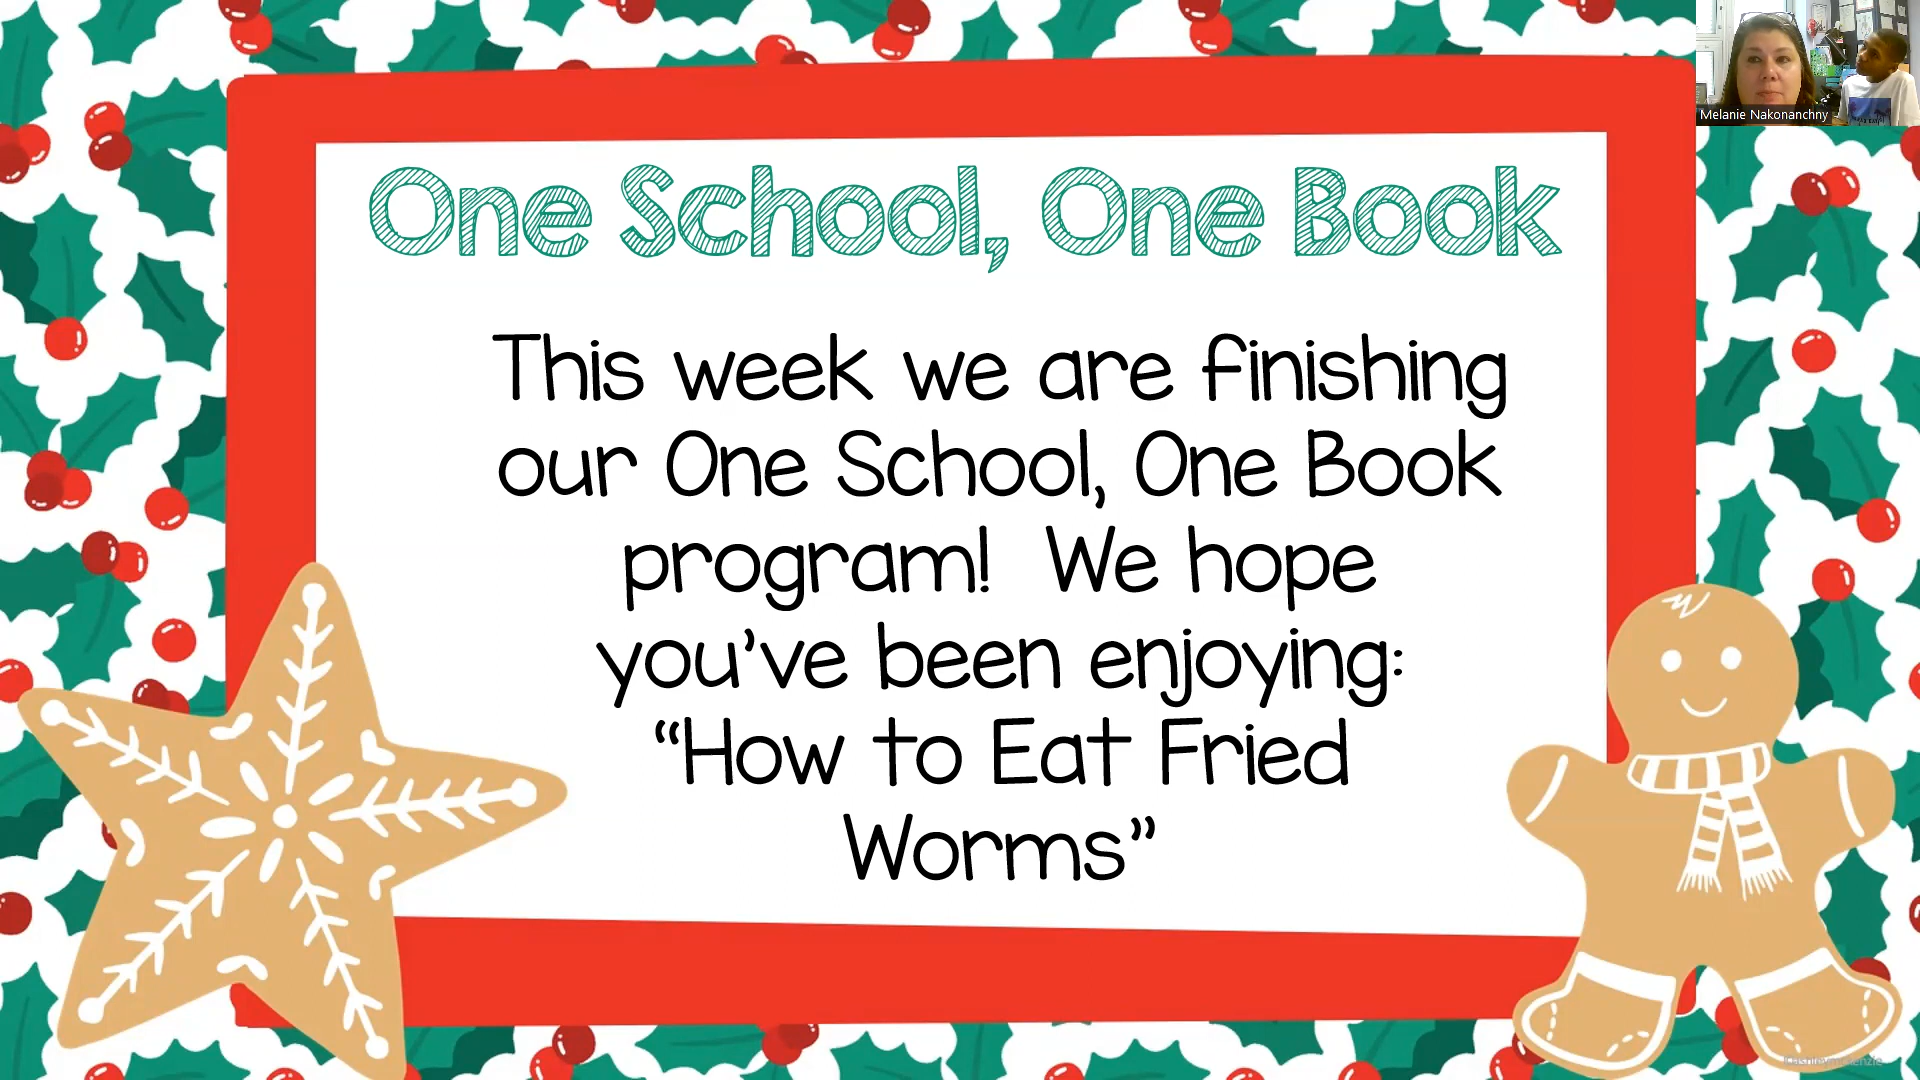 One School, One Book
This week we are finishing
our One School, One Book
program!  We hope
you've been enjoying:
“How to Eat Fried
Worms”
Melanie Nakonanchny